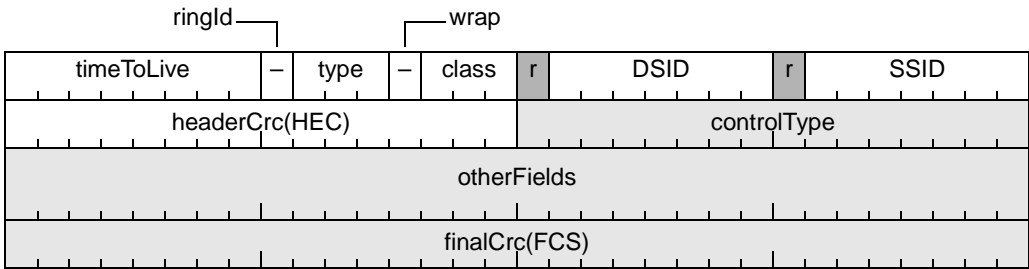 ringId wrap
timeToLive – type – class r DSID r SSID
headerCrc(HEC) controlType
otherFields
finalCrc(FCS)